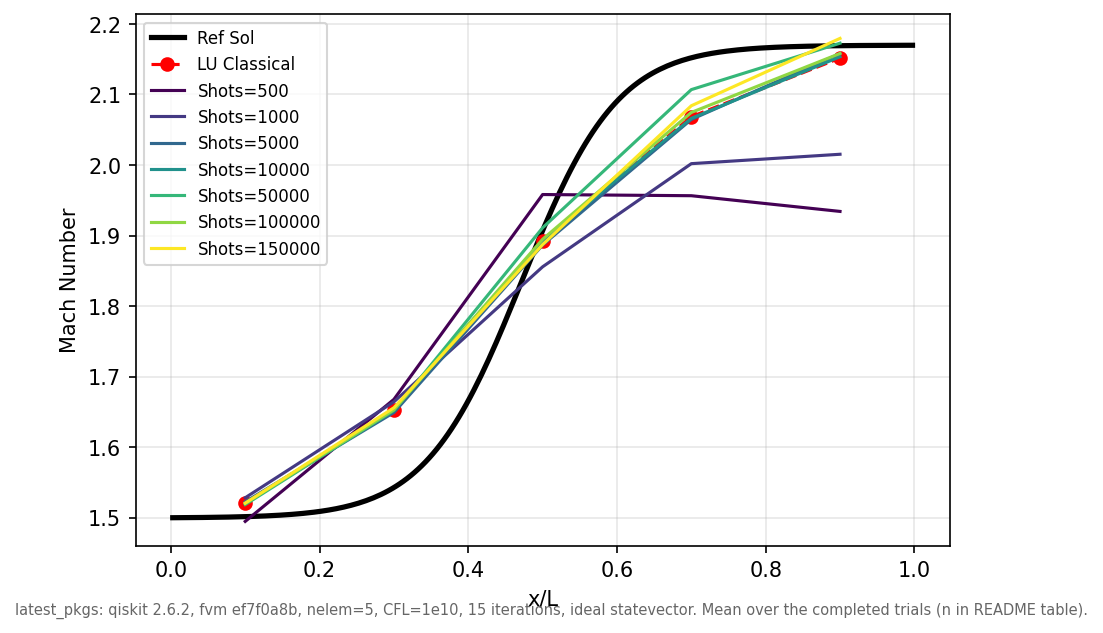 2.2
2.1
2.0
1.9
1.8
1.7
1.6
1.5
Mach Number
Ref Sol
LU Classical
Shots=500
Shots=1000
Shots=5000
Shots=10000
Shots=50000
Shots=100000
Shots=150000
0.0 0.2 0.4 0.6 0.8 1.0
x/L
latest_pkgs: qiskit 2.6.2, fvm ef7f0a8b, nelem=5, CFL=1e10, 15 iterations, ideal statevector. Mean over the completed trials (n in README table).